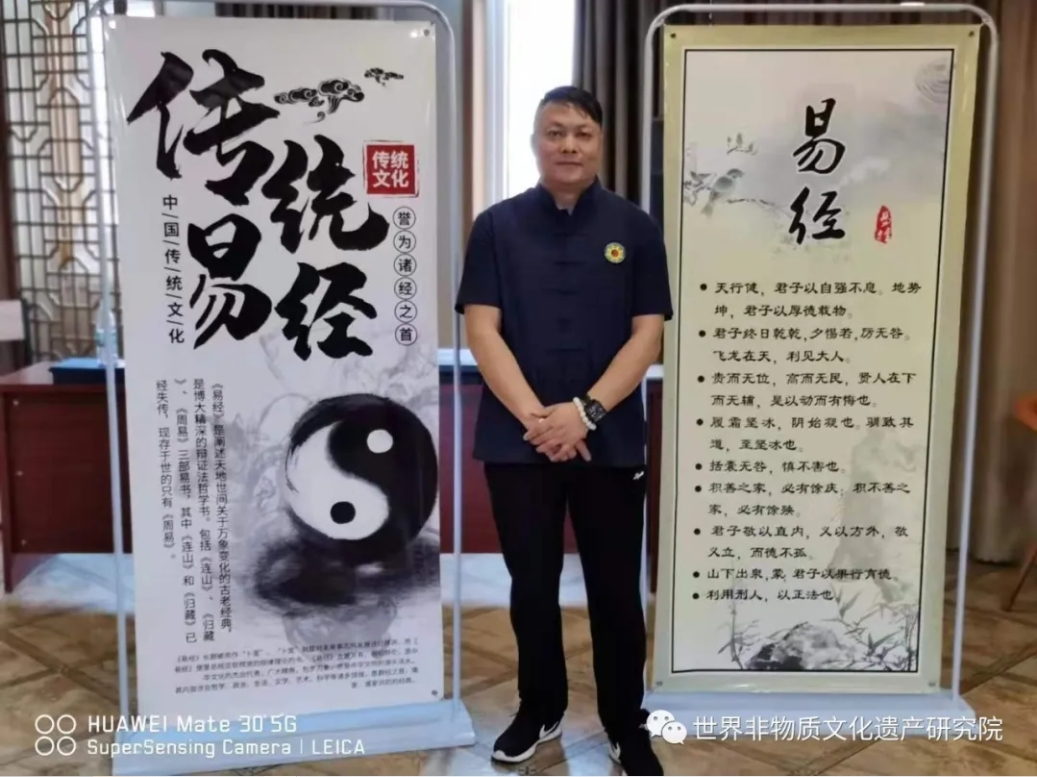 传统易经
传统
文化
中国传统文化
誉为诸经之首
《易经》是阐述天地世间关于万象变化的古老经典，
是博大精深的辩证法哲学书。包括《连山》、《归藏
》、《周易》三部易书，其中《连山》和《归藏》已
经失传，现存于世的只有《周易》。
易经
天行健，君子以自强不息。地势
坤，君子以厚德载物。
君子终日乾乾，夕惕若，厉无咎。
飞龙在天，利见大人。
贵而无位，高而无民，贤人在下
而无辅，是以动而有悔也。
履霜坚冰，阴始凝也。驯致其
道，至坚冰也。
括囊无咎，慎不害也。
积善之家，必有馀庆；积不善之
家，必有馀殃。
君子敬以直内，义以方外，敬
义立，而德不孤。
山下出泉，蒙；君子以果行育德。
利用刑人，以正法也
HUAWEI Mate 30 5G
SuperSensing Camera | LEICA
世界非物质文化遗产研究院